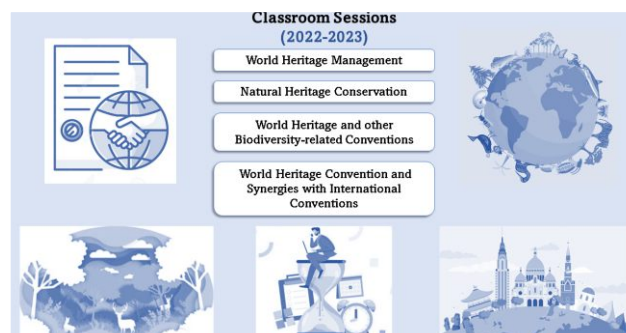 Classroom Sessions
(2022-2023)
World Heritage Management
Natural Heritage Conservation
World Heritage and other
Biodiversity-related Conventions
World Heritage Convention and
Synergies with International
Conventions